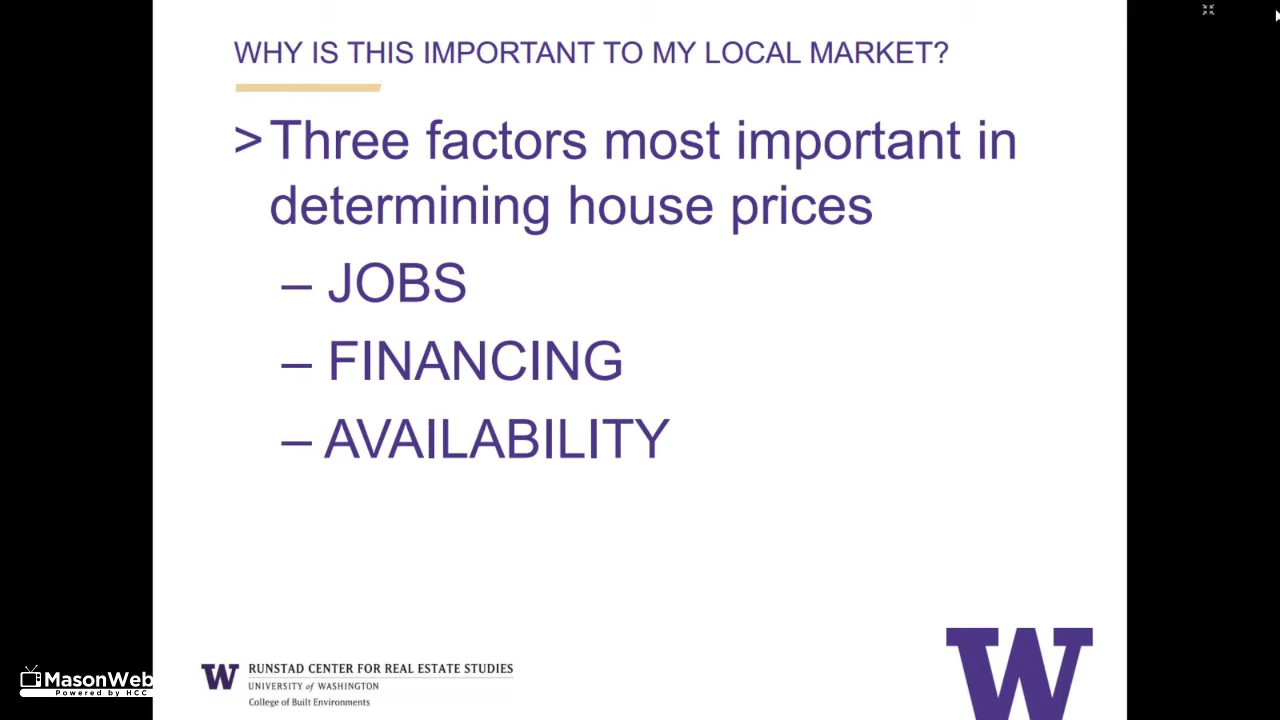 WHY IS THIS IMPORTANT TO MY LOCAL MARKET?
> Three factors most important in
determining house prices
– JOBS
– FINANCING
– AVAILABILITY
W RUNSTAD CENTER FOR REAL ESTATE STUDIES
UNIVERSITY of WASHINGTON
College of Built Environments
W
MasonWeb
Powered by HCC